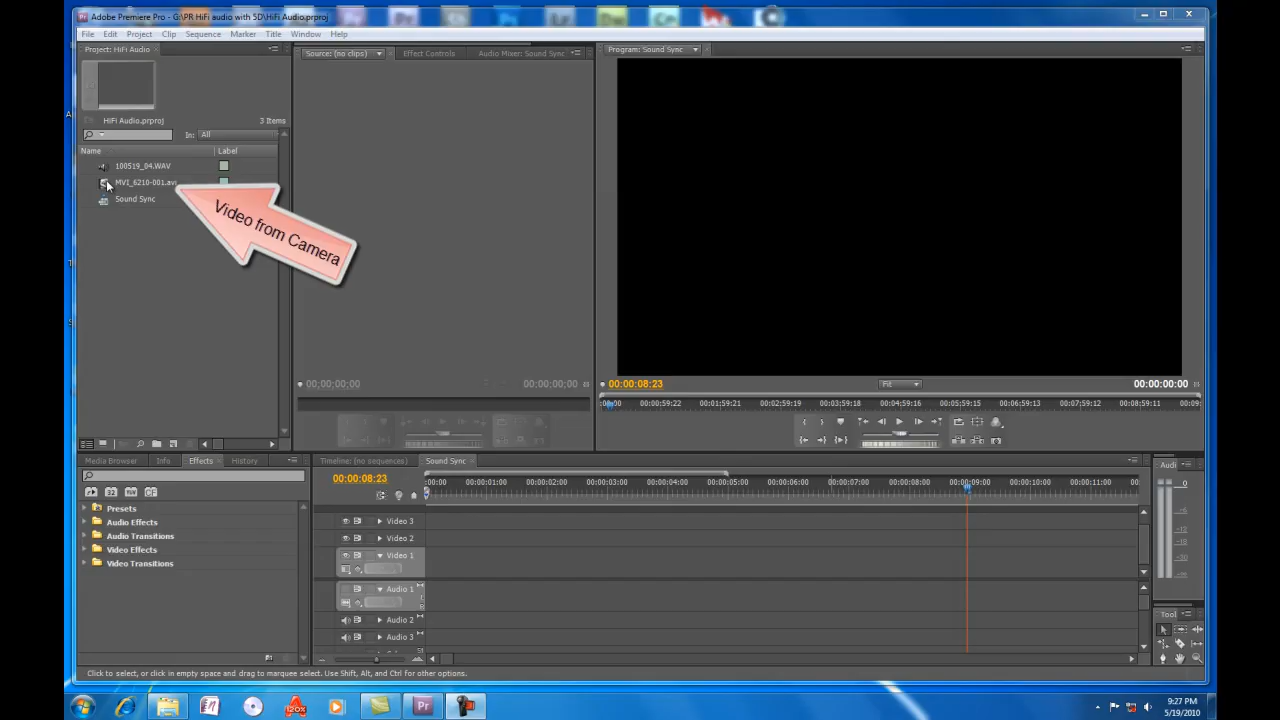 Adobe Premiere Pro - G:\PR HiFi audio with 5D\HiFi Audio.prproj
File Edit Project Clip Sequence Marker Title Window Help
Project: HiFi Audio
Source: (no clips) Effect Controls Audio Mixer: Sound Sync
Program: Sound Sync
HiFi Audio.prproj 3 Items
In: All
Name Label
100519_04.WAV
MVI_6210-001.avi
Sound Sync
Video from Camera
00;00;00;00 00;00;00;00
00:00:08:23 Fit 00:00:00:00
:00:00 00:00:59:22 00:01:59:21 00:02:59:19 00:03:59:18 00:04:59:16 00:05:59:15 00:06:59:13 00:07:59:12 00:08:59:11 00:09
Media Browser Info Effects History
Timeline: (no sequences) Sound Sync
Audi
00:00:08:23
:00:00 00:00:01:00 00:00:02:00 00:00:03:00 00:00:04:00 00:00:05:00 00:00:06:00 00:00:07:00 00:00:08:00 00:00:09:00 00:00:10:00 00:00:11:00 00
0
-6
-12
-18
-30
Presets
Audio Effects
Audio Transitions
Video Effects
Video Transitions
Video 3
Video 2
Video 1
Audio 1
Audio 2
Audio 3
Tool
Click to select, or click in empty space and drag to marquee select. Use Shift, Alt, and Ctrl for other options.
9:27 PM
5/19/2010